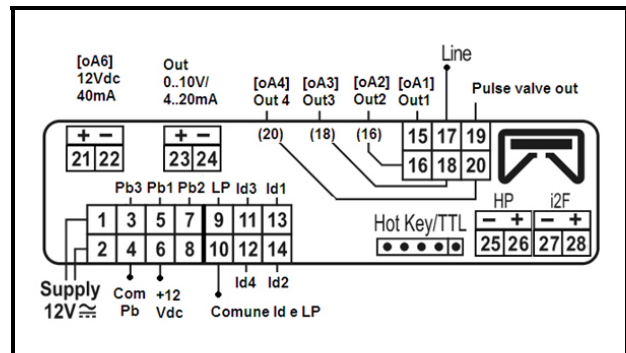 Line
[oA6] Out
12Vdc 0..10V/ [oA4] [oA3] [oA2] [oA1] Pulse valve out
40mA 4..20mA Out 4 Out3 Out2 Out1
+ − + − (20) (18) (16) 15 17 19
21 22 23 24 16 18 20
Pb3 Pb1 Pb2 LP Id3 Id1 HP i2F
1 3 5 7 9 11 13 Hot Key/TTL − + − +
2 4 6 8 10 12 14 25 26 27 28
Id4 Id2
Supply Com +12
12V Pb Vdc Comune Id e LP